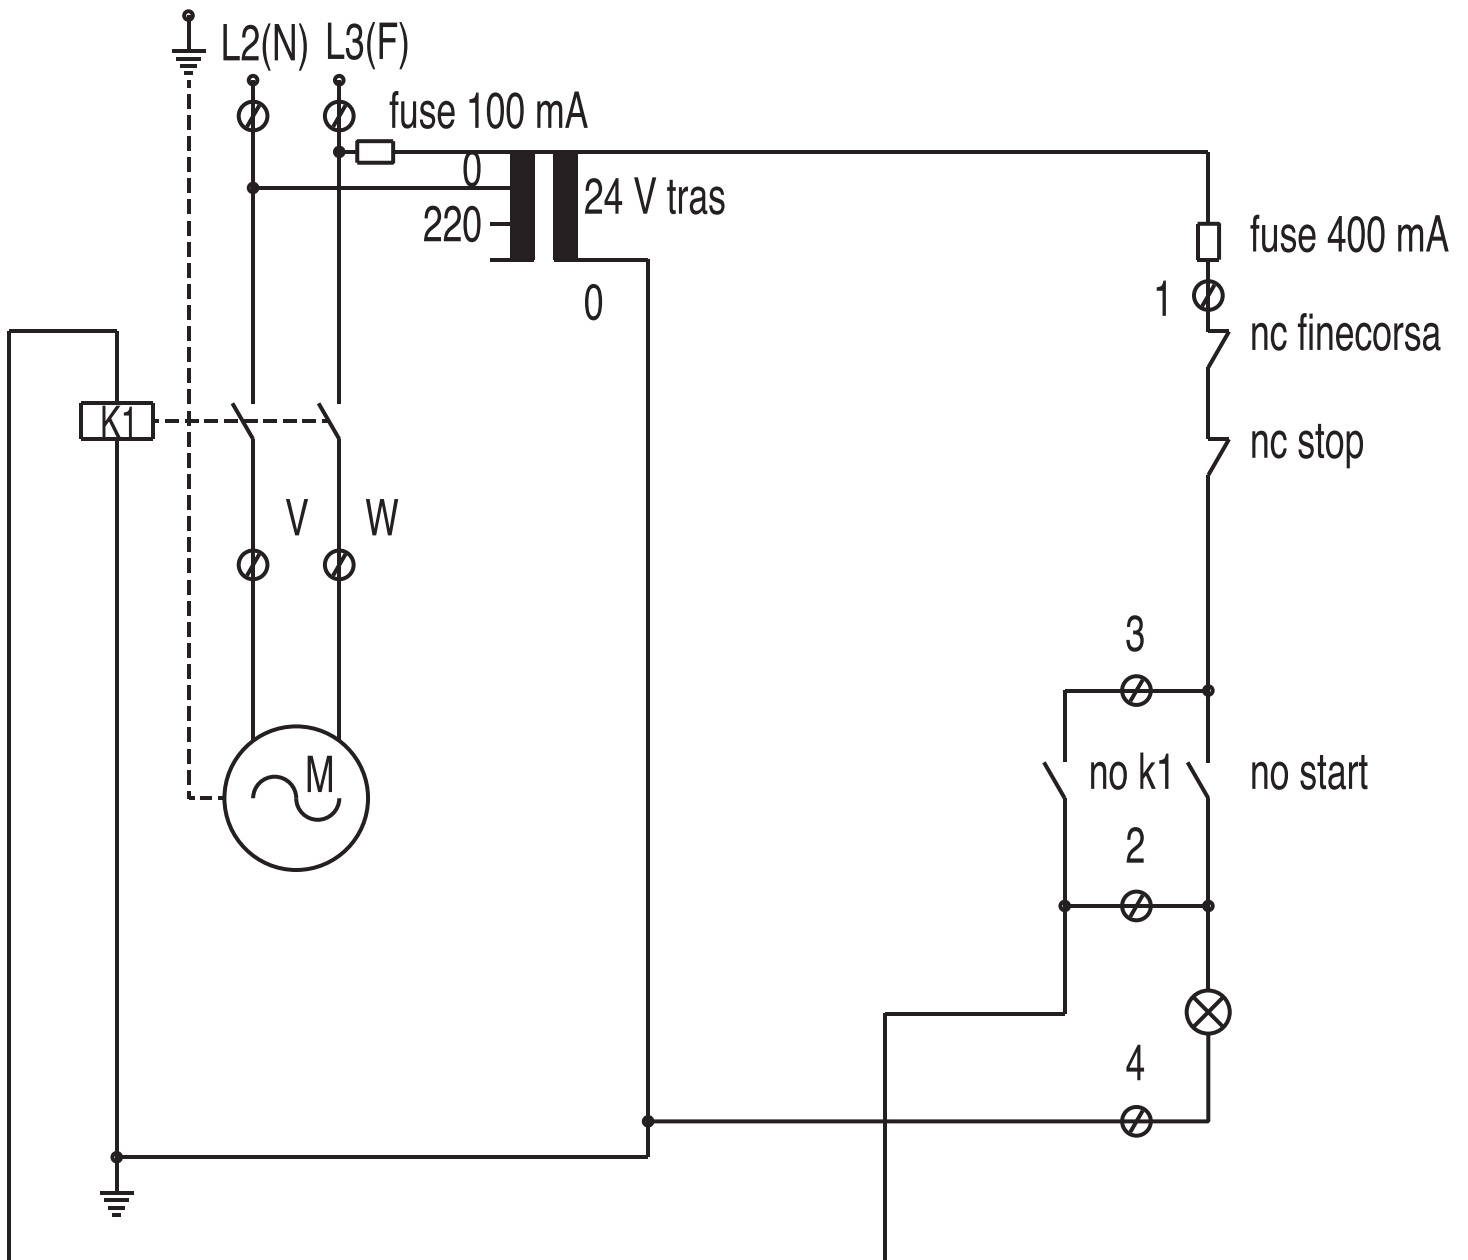 L2(N) L3(F)
fuse 100 mA
0
24 V tras
220
0
fuse 400 mA
1
nc finecorsa
K1
nc stop
V W
3
M
no k1
no start
2
4